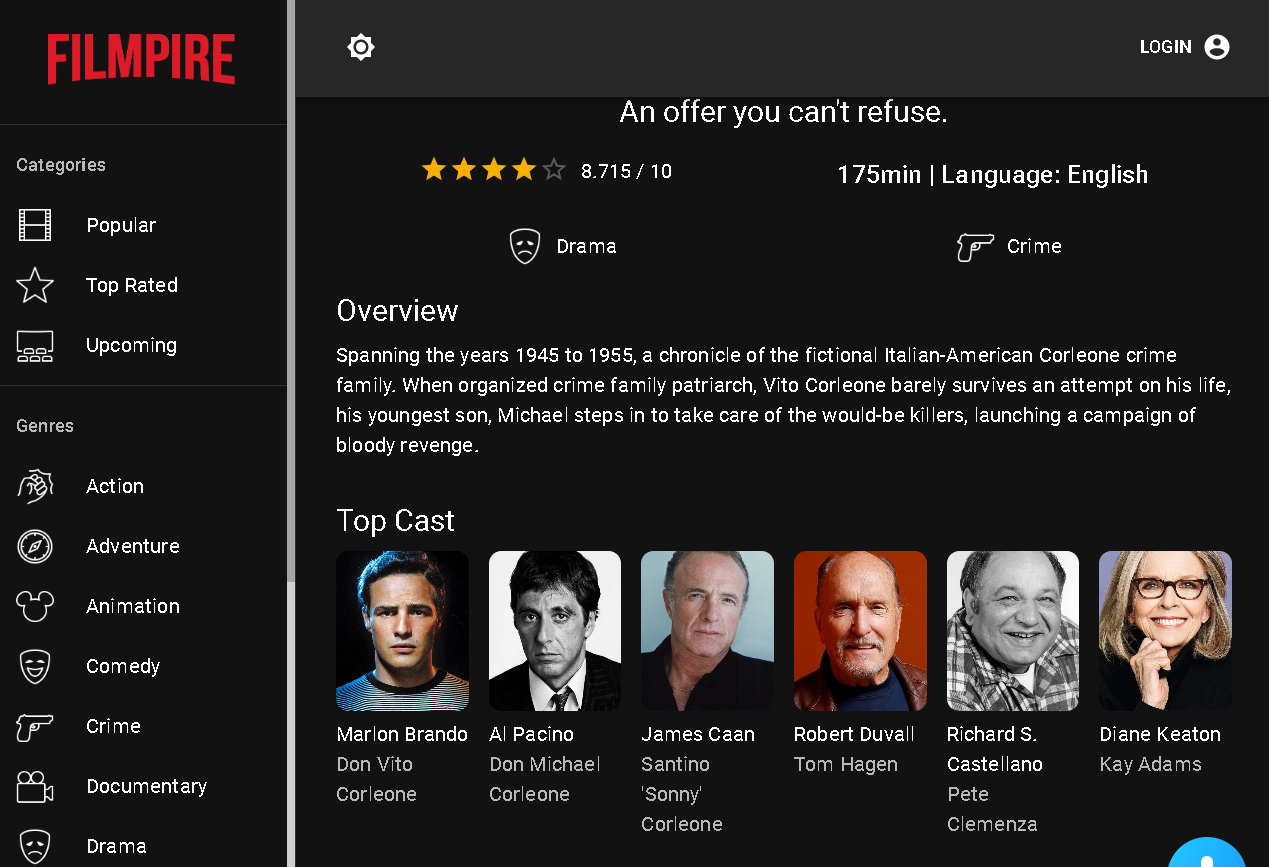 FILMPIRE
Categories
Popular
Top Rated
Upcoming
Genres
Action
Adventure
Animation
Comedy
Crime
Documentary
Drama
LOGIN
An offer you can't refuse.
8.715 / 10
175min | Language: English
Drama
Crime
Overview
Spanning the years 1945 to 1955, a chronicle of the fictional Italian-American Corleone crime
family. When organized crime family patriarch, Vito Corleone barely survives an attempt on his life,
his youngest son, Michael steps in to take care of the would-be killers, launching a campaign of
bloody revenge.
Top Cast
Marlon Brando
Don Vito
Corleone
Al Pacino
Don Michael
Corleone
James Caan
Santino
'Sonny'
Corleone
Robert Duvall
Tom Hagen
Richard S.
Castellano
Pete
Clemenza
Diane Keaton
Kay Adams